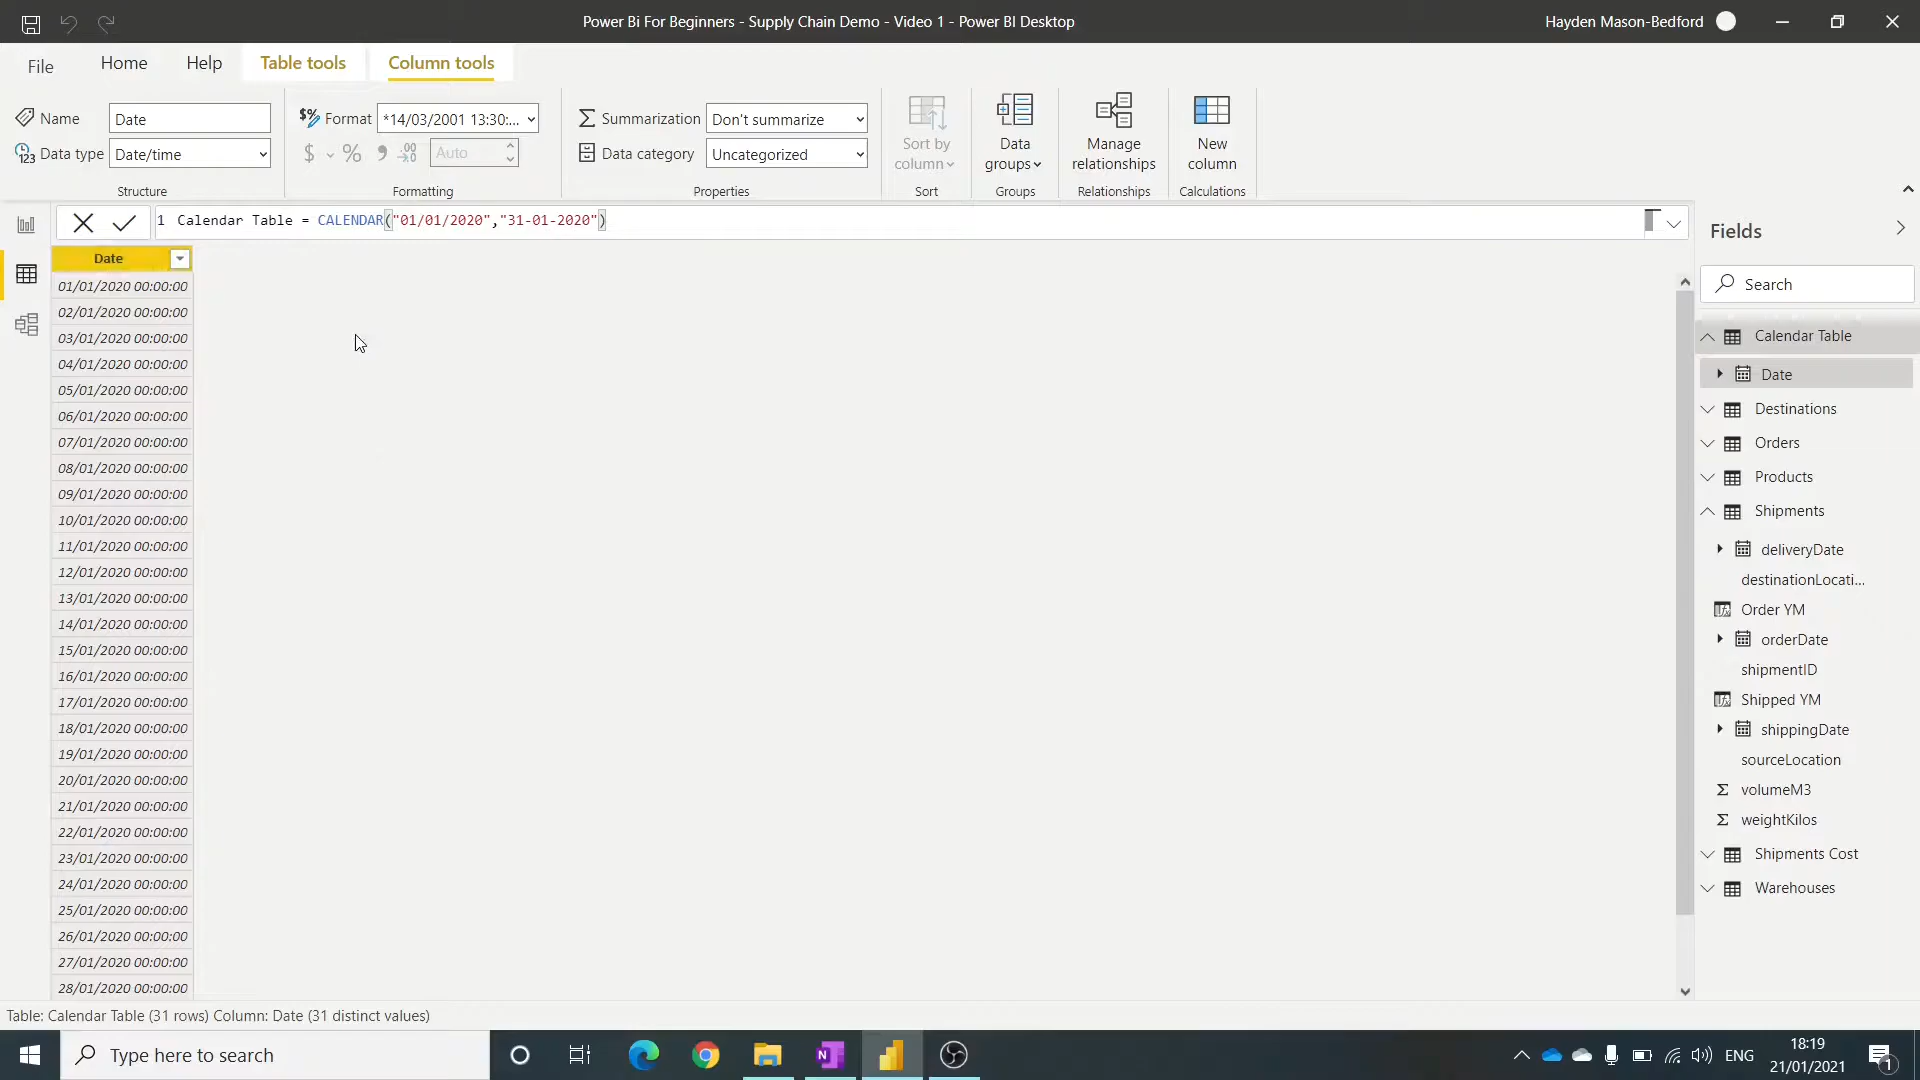 Power Bi For Beginners - Supply Chain Demo - Video 1 - Power BI Desktop
Hayden Mason-Bedford
File
Home
Help
Table tools
Column tools
Name
Date
Data type
Date/time
Structure
Format
*14/03/2001 13:30:...
$
%
Auto
Formatting
Summarization
Don't summarize
Data category
Uncategorized
Properties
Sort by
column
Sort
Data
groups
Groups
Manage
relationships
Relationships
New
column
Calculations
1 Calendar Table = CALENDAR("01/01/2020","31-01-2020")
Date
01/01/2020 00:00:00
02/01/2020 00:00:00
03/01/2020 00:00:00
04/01/2020 00:00:00
05/01/2020 00:00:00
06/01/2020 00:00:00
07/01/2020 00:00:00
08/01/2020 00:00:00
09/01/2020 00:00:00
10/01/2020 00:00:00
11/01/2020 00:00:00
12/01/2020 00:00:00
13/01/2020 00:00:00
14/01/2020 00:00:00
15/01/2020 00:00:00
16/01/2020 00:00:00
17/01/2020 00:00:00
18/01/2020 00:00:00
19/01/2020 00:00:00
20/01/2020 00:00:00
21/01/2020 00:00:00
22/01/2020 00:00:00
23/01/2020 00:00:00
24/01/2020 00:00:00
25/01/2020 00:00:00
26/01/2020 00:00:00
27/01/2020 00:00:00
28/01/2020 00:00:00
Fields
Search
Calendar Table
Date
Destinations
Orders
Products
Shipments
deliveryDate
destinationLocati...
Order YM
orderDate
shipmentID
Shipped YM
shippingDate
sourceLocation
volumeM3
weightKilos
Shipments Cost
Warehouses
Table: Calendar Table (31 rows) Column: Date (31 distinct values)
Type here to search
ENG
18:19
21/01/2021
1